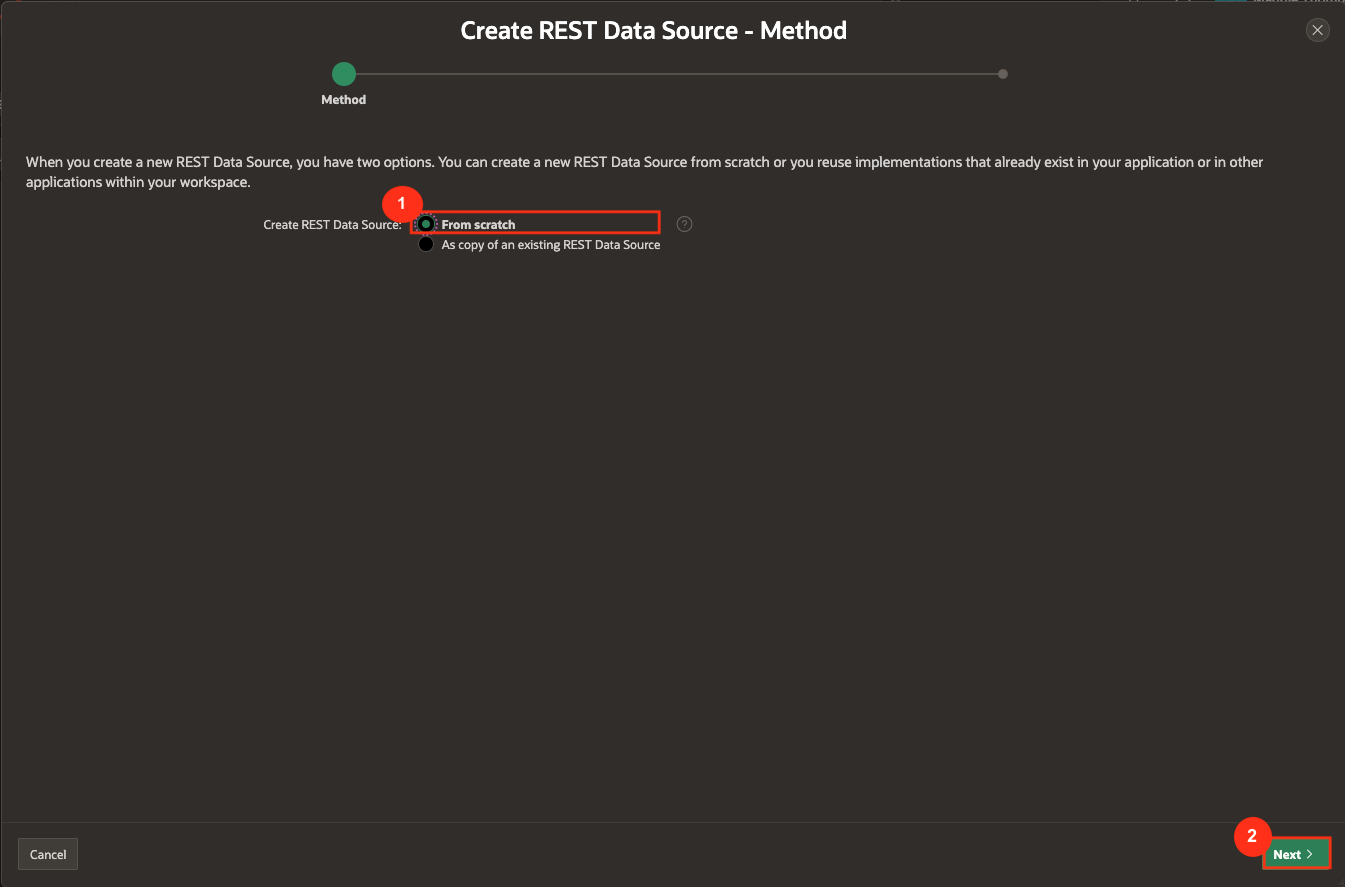 Create REST Data Source - Method
Method
When you create a new REST Data Source, you have two options. You can create a new REST Data Source from scratch or you reuse implementations that already exist in your application or in other
applications within your workspace.
1
Create REST Data Source: From scratch ?
As copy of an existing REST Data Source
2
Cancel Next >